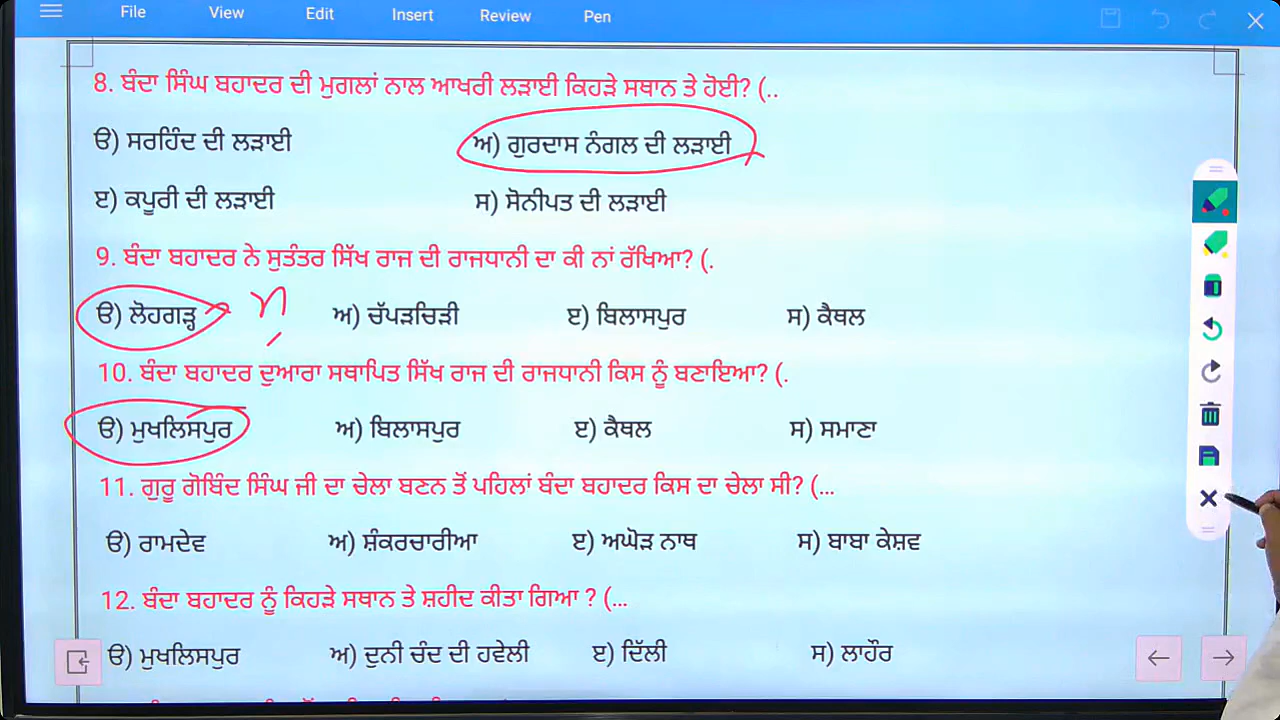 File View Edit Insert Review Pen
8. ਬੰਦਾ ਸਿੰਘ ਬਹਾਦਰ ਦੀ ਮੁਗਲਾਂ ਨਾਲ ਆਖਰੀ ਲੜਾਈ ਕਿਹੜੇ ਸਥਾਨ ਤੇ ਹੋਈ? (..
ੳ) ਸਰਹਿੰਦ ਦੀ ਲੜਾਈ ਅ) ਗੁਰਦਾਸ ਨੰਗਲ ਦੀ ਲੜਾਈ
ੲ) ਕਪੂਰੀ ਦੀ ਲੜਾਈ ਸ) ਸੋਨੀਪਤ ਦੀ ਲੜਾਈ
9. ਬੰਦਾ ਬਹਾਦਰ ਨੇ ਸੁਤੰਤਰ ਸਿੱਖ ਰਾਜ ਦੀ ਰਾਜਧਾਨੀ ਦਾ ਕੀ ਨਾਂ ਰੱਖਿਆ? (.
ੳ) ਲੋਹਗੜ੍ਹ ਅ) ਚੱਪੜਚਿੜੀ ੲ) ਬਿਲਾਸਪੁਰ ਸ) ਕੈਥਲ
10. ਬੰਦਾ ਬਹਾਦਰ ਦੁਆਰਾ ਸਥਾਪਿਤ ਸਿੱਖ ਰਾਜ ਦੀ ਰਾਜਧਾਨੀ ਕਿਸ ਨੂੰ ਬਣਾਇਆ? (.
ੳ) ਮੁਖਲਿਸਪੁਰ ਅ) ਬਿਲਾਸਪੁਰ ੲ) ਕੈਥਲ ਸ) ਸਮਾਣਾ
11. ਗੁਰੂ ਗੋਬਿੰਦ ਸਿੰਘ ਜੀ ਦਾ ਚੇਲਾ ਬਣਨ ਤੋਂ ਪਹਿਲਾਂ ਬੰਦਾ ਬਹਾਦਰ ਕਿਸ ਦਾ ਚੇਲਾ ਸੀ? (...
ੳ) ਰਾਮਦੇਵ ਅ) ਸ਼ੰਕਰਚਾਰੀਆ ੲ) ਅਘੋੜ ਨਾਥ ਸ) ਬਾਬਾ ਕੇਸ਼ਵ
12. ਬੰਦਾ ਬਹਾਦਰ ਨੂੰ ਕਿਹੜੇ ਸਥਾਨ ਤੇ ਸ਼ਹੀਦ ਕੀਤਾ ਗਿਆ ? (...
ੳ) ਮੁਖਲਿਸਪੁਰ ਅ) ਦੁਨੀ ਚੰਦ ਦੀ ਹਵੇਲੀ ੲ) ਦਿੱਲੀ ਸ) ਲਾਹੌਰ